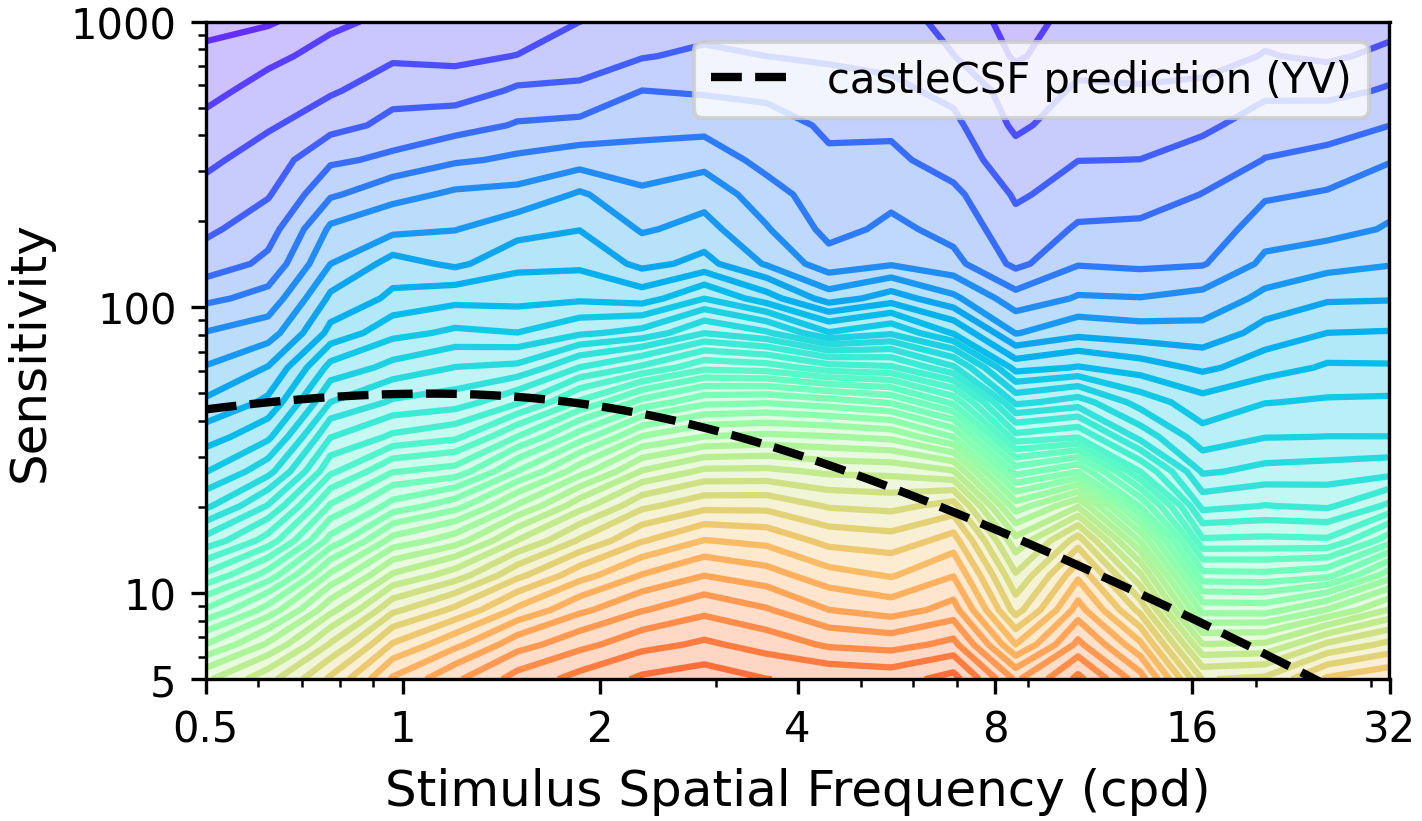 1000
castleCSF prediction (YV)
Sensitivity
100
10
5
0.5 1 2 4 8 16 32
Stimulus Spatial Frequency (cpd)